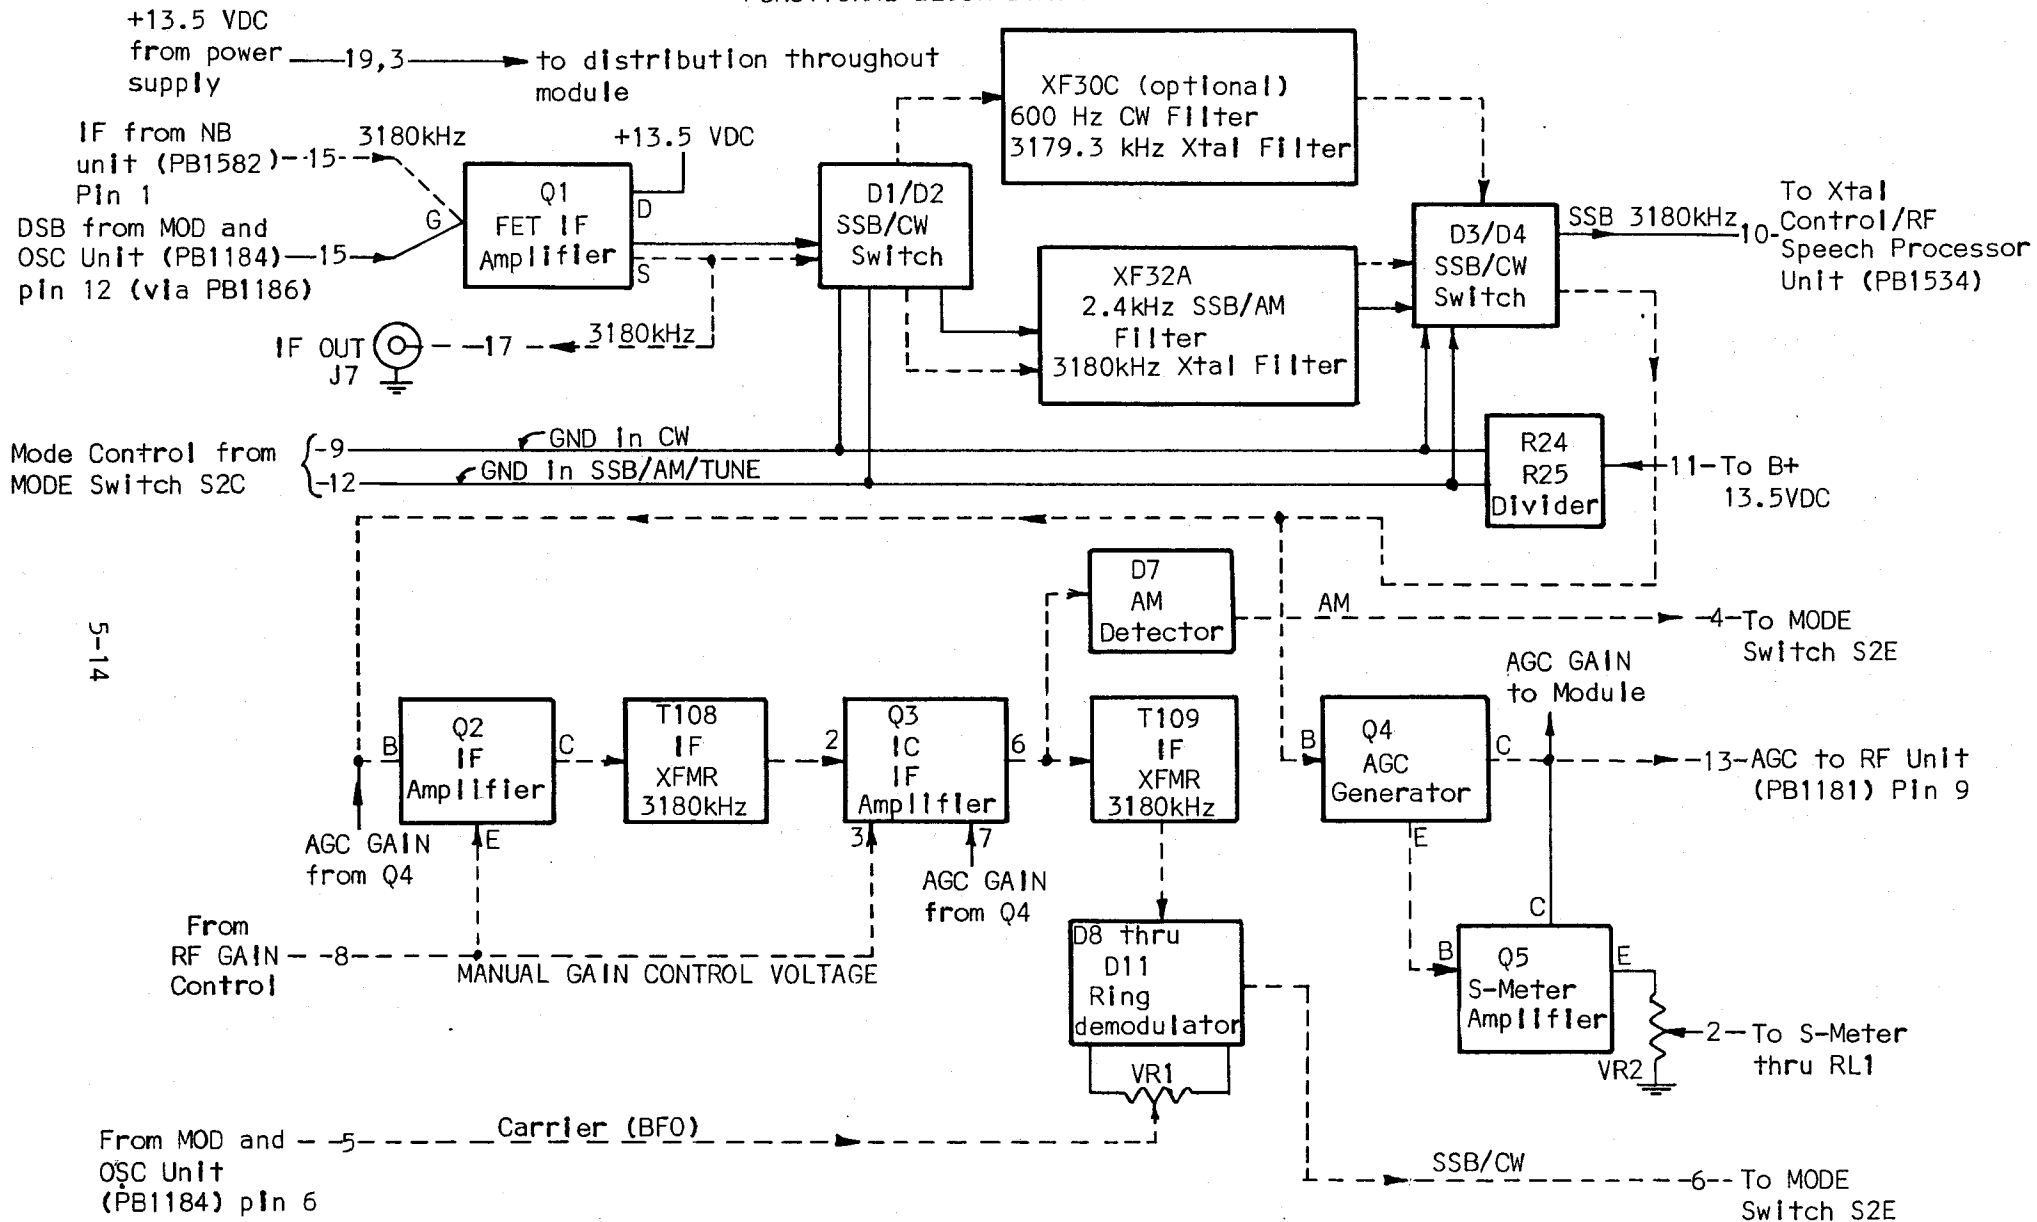 +13.5 VDC
from power
supply
19,3
to distribution throughout
module
IF from NB
unit (PB1582)
Pin 1
15
3180kHz
DSB from MOD and
OSC Unit (PB1184)
pin 12 (via PB1186)
15
G
Q1
FET IF
Amplifier
D
S
+13.5 VDC
D1/D2
SSB/CW
Switch
XF30C (optional)
600 Hz CW Filter
3179.3 kHz Xtal Filter
XF32A
2.4kHz SSB/AM
Filter
3180kHz Xtal Filter
D3/D4
SSB/CW
Switch
SSB 3180kHz
10
To Xtal
Control/RF
Speech Processor
Unit (PB1534)
IF OUT
J7
17
3180kHz
Mode Control from
MODE Switch S2C
9
12
GND in CW
GND in SSB/AM/TUNE
R24
R25
Divider
11
To B+
13.5VDC
5-14
D7
AM
Detector
AM
4
To MODE
Switch S2E
B
Q2
IF
Amplifier
C
E
T108
IF
XFMR
3180kHz
2
Q3
IC
IF
Amplifier
6
3
7
T109
IF
XFMR
3180kHz
B
Q4
AGC
Generator
C
E
AGC GAIN
to Module
13
AGC to RF Unit
(PB1181) Pin 9
AGC GAIN
from Q4
AGC GAIN
from Q4
From
RF GAIN
Control
8
MANUAL GAIN CONTROL VOLTAGE
D8 thru
D11
Ring
demodulator
VR1
C
B
Q5
S-Meter
Amplifier
E
VR2
2
To S-Meter
thru RL1
From MOD and
OSC Unit
(PB1184) pin 6
5
Carrier (BFO)
SSB/CW
6
To MODE
Switch S2E